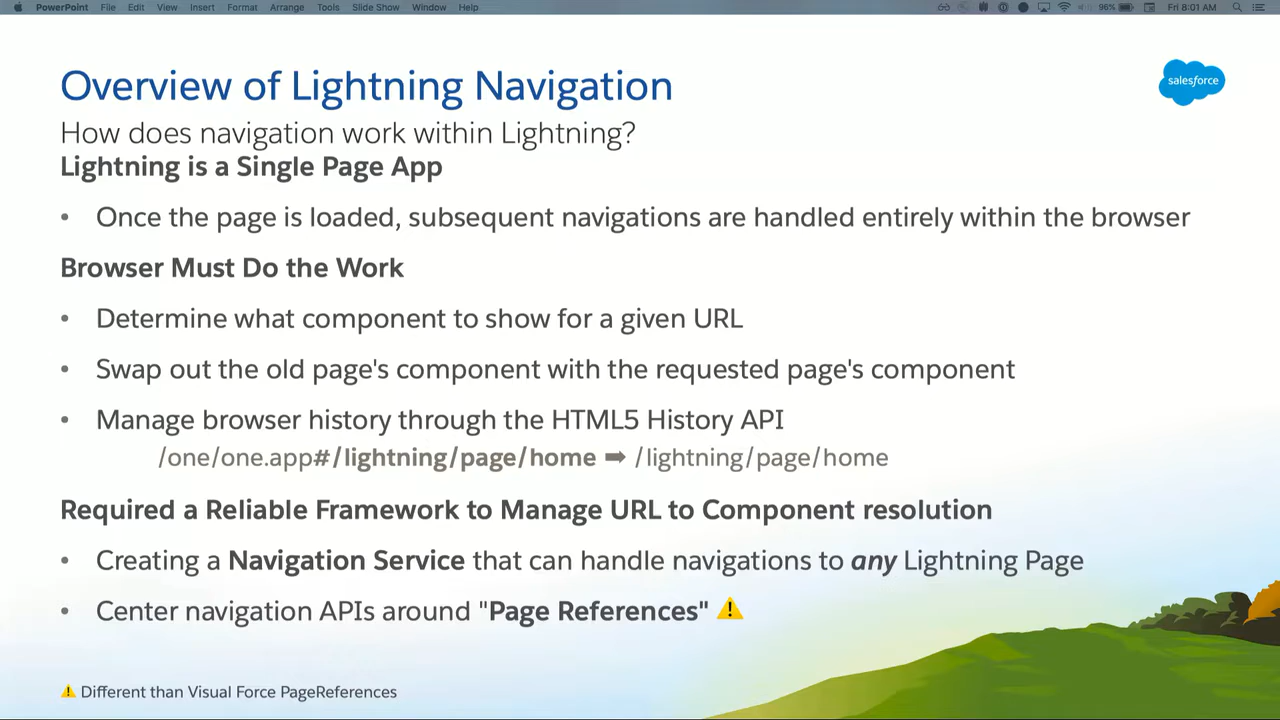 PowerPoint File Edit View Insert Format Arrange Tools Slide Show Window Help 96% Fri 8:01 AM
Overview of Lightning Navigation
salesforce
How does navigation work within Lightning?
Lightning is a Single Page App
• Once the page is loaded, subsequent navigations are handled entirely within the browser
Browser Must Do the Work
• Determine what component to show for a given URL
• Swap out the old page's component with the requested page's component
• Manage browser history through the HTML5 History API
/one/one.app#/lightning/page/home ➡ /lightning/page/home
Required a Reliable Framework to Manage URL to Component resolution
• Creating a Navigation Service that can handle navigations to any Lightning Page
• Center navigation APIs around "Page References" ⚠
⚠ Different than Visual Force PageReferences